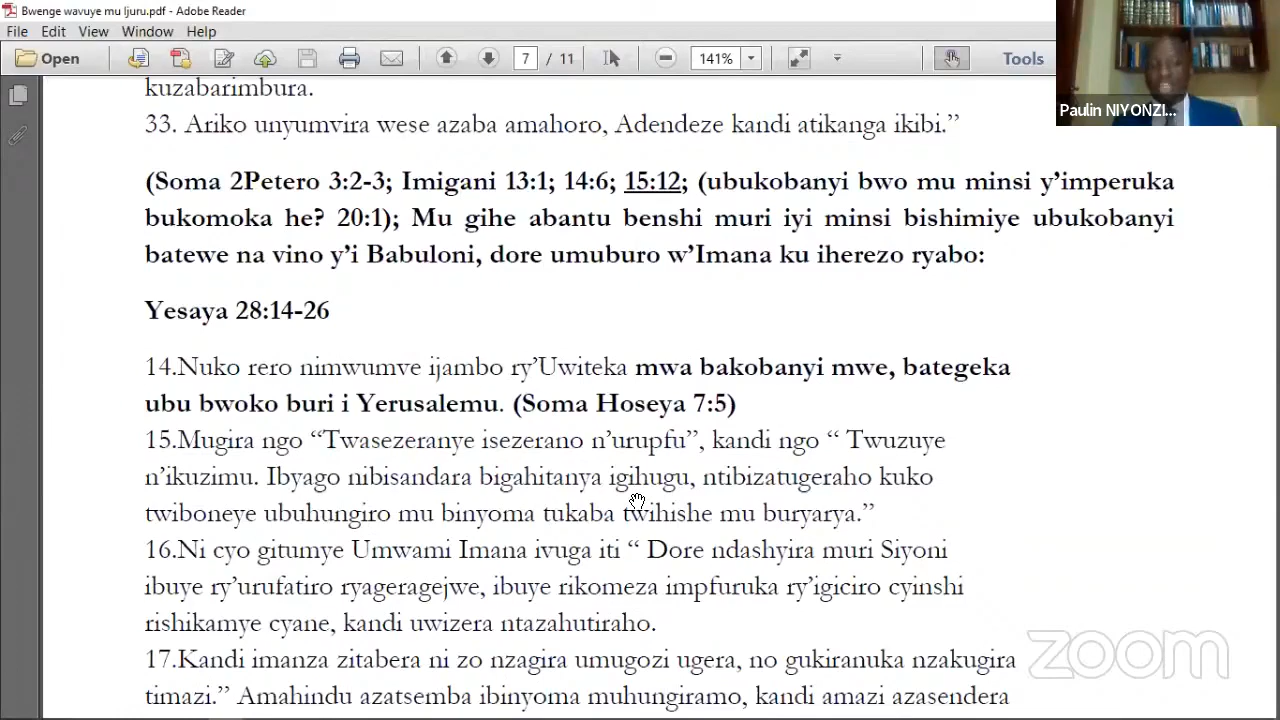 Bwenge wavuye mu Ijuru.pdf - Adobe Reader
File Edit View Window Help
Open 7 / 11 141% Tools
Paulin NIYONZI...
kuzabarimbura.
33. Ariko unyumvira wese azaba amahoro, Adendeze kandi atikanga ikibi.”
(Soma 2Petero 3:2-3; Imigani 13:1; 14:6; 15:12; (ubukobanyi bwo mu minsi y’imperuka
bukomoka he? 20:1); Mu gihe abantu benshi muri iyi minsi bishimiye ubukobanyi
batewe na vino y’i Babuloni, dore umuburo w’Imana ku iherezo ryabo:
Yesaya 28:14-26
14.Nuko rero nimwumve ijambo ry’Uwiteka mwa bakobanyi mwe, bategeka
ubu bwoko buri i Yerusalemu. (Soma Hoseya 7:5)
15.Mugira ngo “Twasezeranye isezerano n’urupfu”, kandi ngo “ Twuzuye
n’ikuzimu. Ibyago nibisandara bigahitanya igihugu, ntibizatugeraho kuko
twiboneye ubuhungiro mu binyoma tukaba twihishe mu buryarya.”
16.Ni cyo gitumye Umwami Imana ivuga iti “ Dore ndashyira muri Siyoni
ibuye ry’urufatiro ryageragejwe, ibuye rikomeza impfuruka ry’igiciro cyinshi
rishikamye cyane, kandi uwizera ntazahutiraho.
17.Kandi imanza zitabera ni zo nzagira umugozi ugera, no gukiranuka nzakugira
timazi.” Amahindu azatsemba ibinyoma muhungiramo, kandi amazi azasendera
zoom